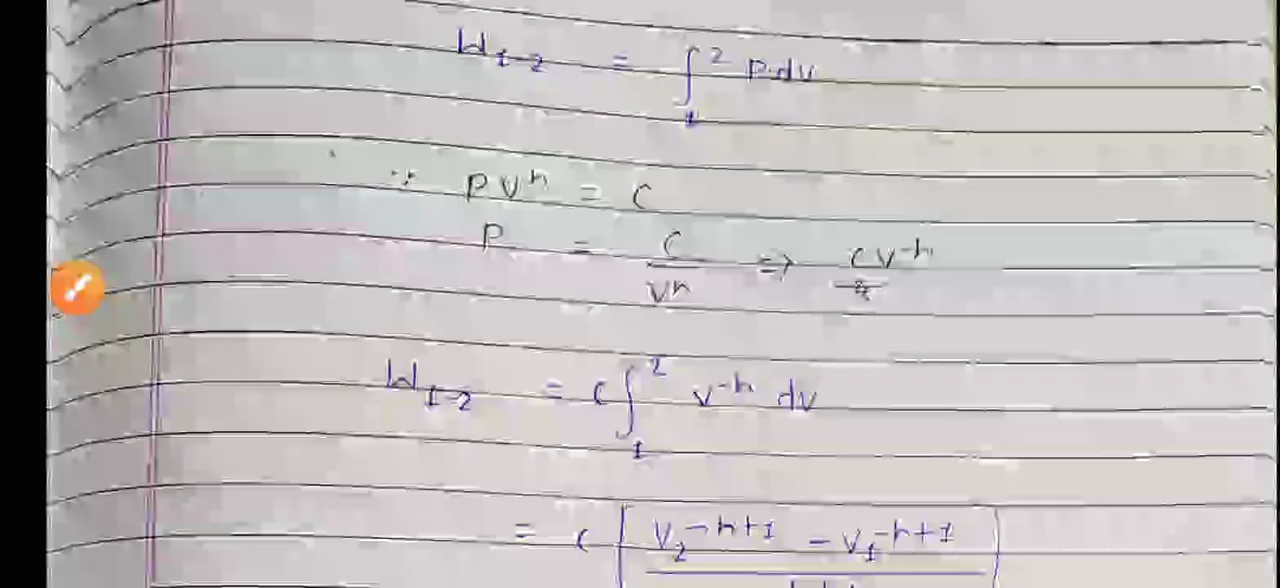 W₁₋₂ = ∫₁² P.dv
∵ PVⁿ = C
P = C/Vⁿ ⇒ CV⁻ⁿ
W₁₋₂ = C∫₁² V⁻ⁿ dv
= C [V₂⁻ⁿ⁺¹ - V₁⁻ⁿ⁺¹